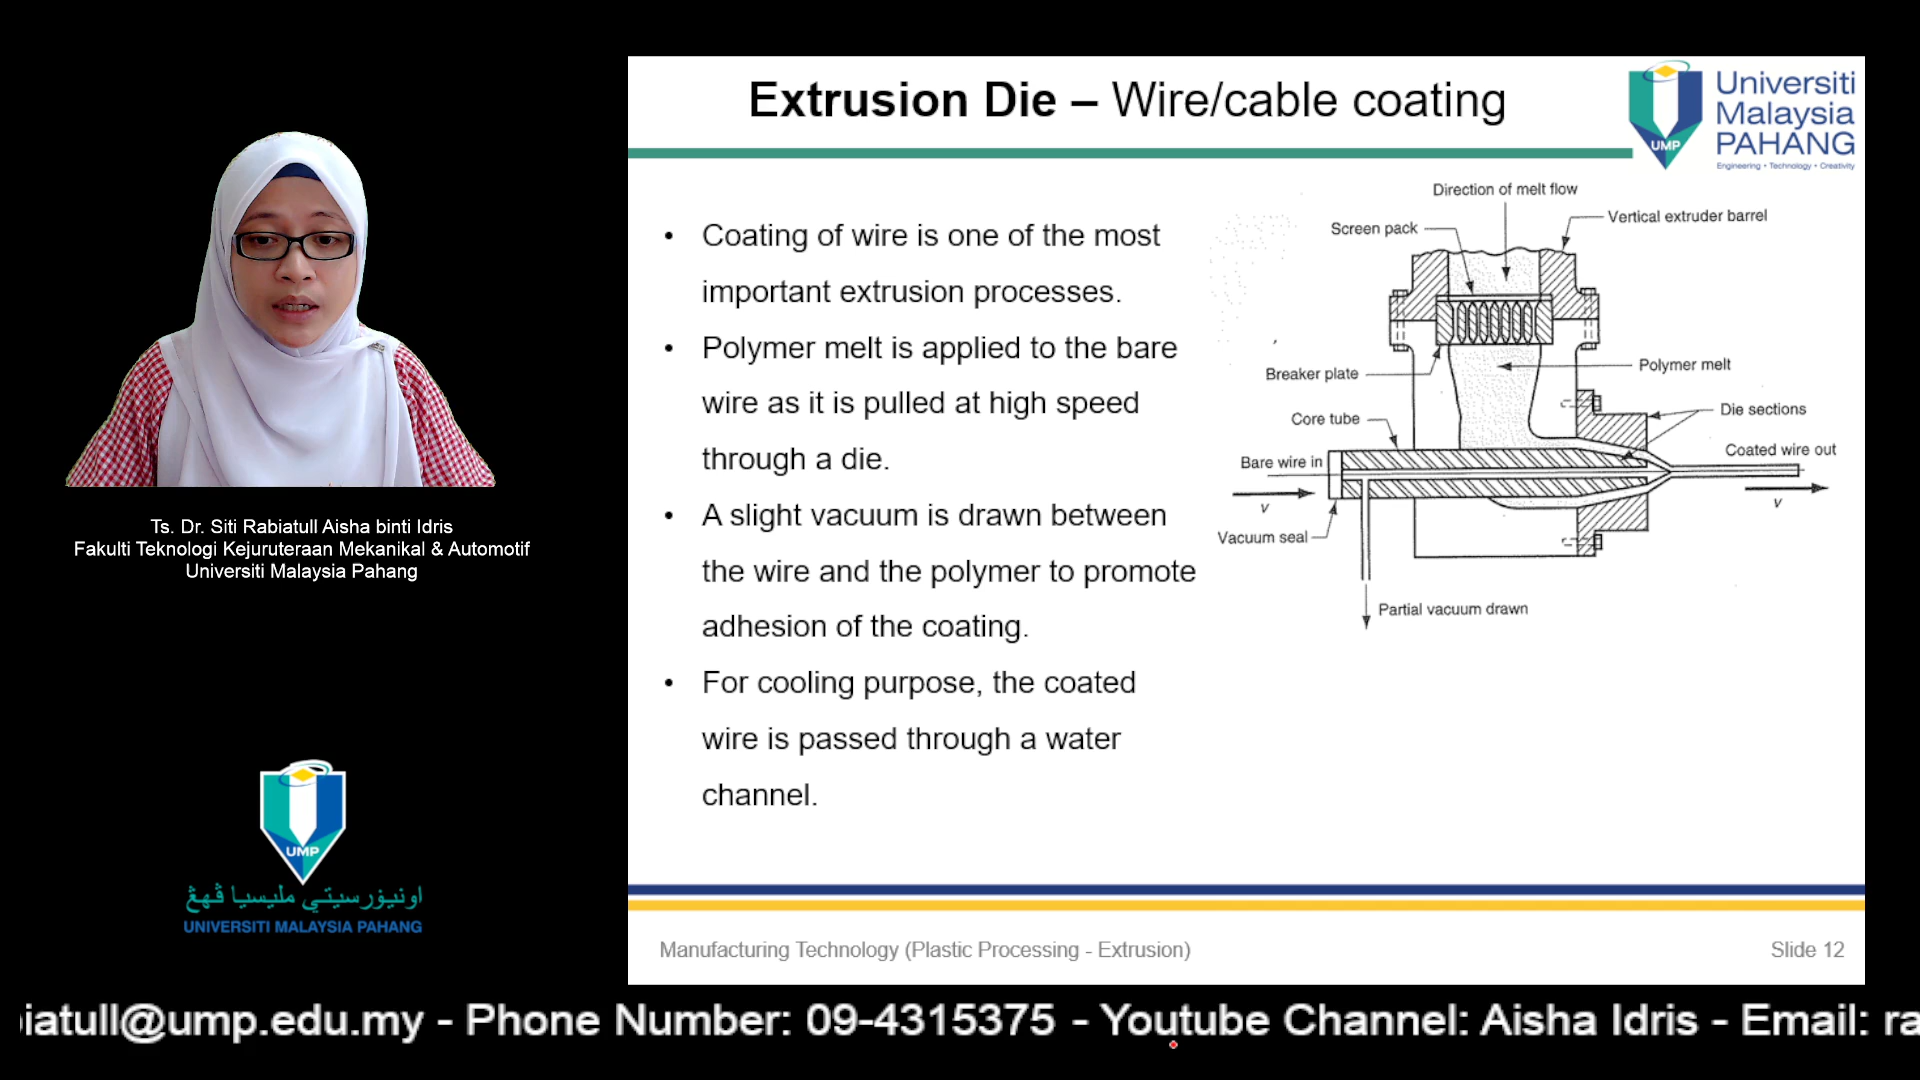 Extrusion Die – Wire/cable coating
Universiti
Malaysia
PAHANG
Engineering • Technology • Creativity
UMP
• Coating of wire is one of the most
important extrusion processes.
• Polymer melt is applied to the bare
wire as it is pulled at high speed
through a die.
• A slight vacuum is drawn between
the wire and the polymer to promote
adhesion of the coating.
• For cooling purpose, the coated
wire is passed through a water
channel.
Direction of melt flow
Vertical extruder barrel
Screen pack
Breaker plate
Polymer melt
Core tube
Die sections
Bare wire in
Coated wire out
v
v
Vacuum seal
Partial vacuum drawn
Ts. Dr. Siti Rabiatull Aisha binti Idris
Fakulti Teknologi Kejuruteraan Mekanikal & Automotif
Universiti Malaysia Pahang
UMP
اونيۏرسيتي مليسيا ڤهڠ
UNIVERSITI MALAYSIA PAHANG
Manufacturing Technology (Plastic Processing - Extrusion)
Slide 12
iatull@ump.edu.my - Phone Number: 09-4315375 - Youtube Channel: Aisha Idris - Email: ra